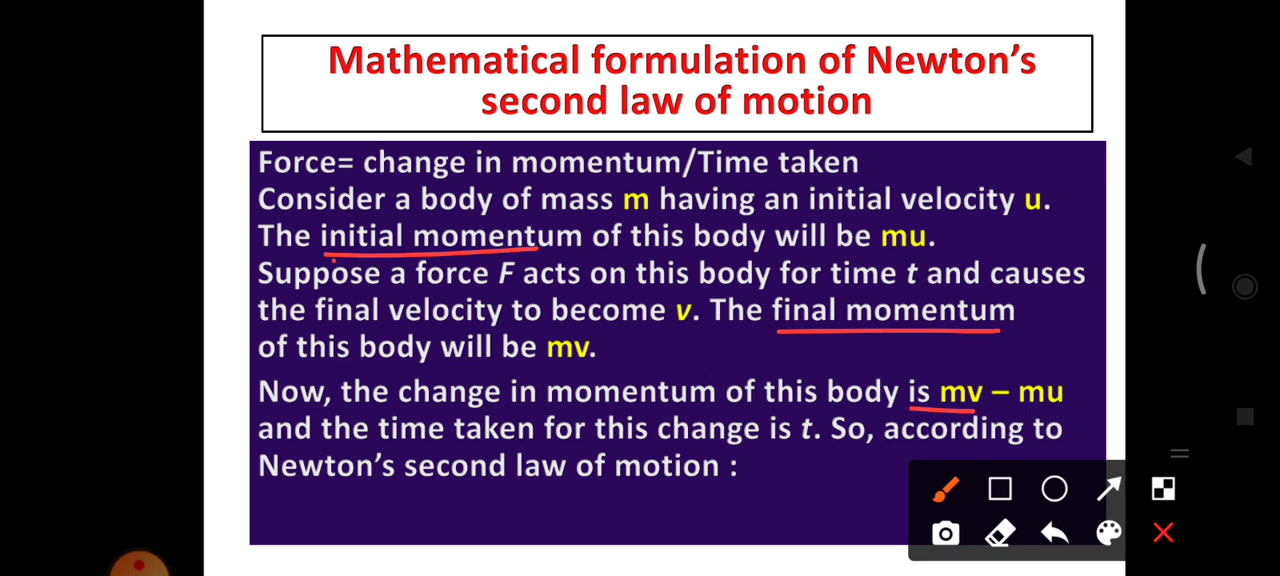 Mathematical formulation of Newton's
second law of motion
Force= change in momentum/Time taken
Consider a body of mass m having an initial velocity u.
The initial momentum of this body will be mu.
Suppose a force F acts on this body for time t and causes
the final velocity to become v. The final momentum
of this body will be mv.
Now, the change in momentum of this body is mv – mu
and the time taken for this change is t. So, according to
Newton's second law of motion :